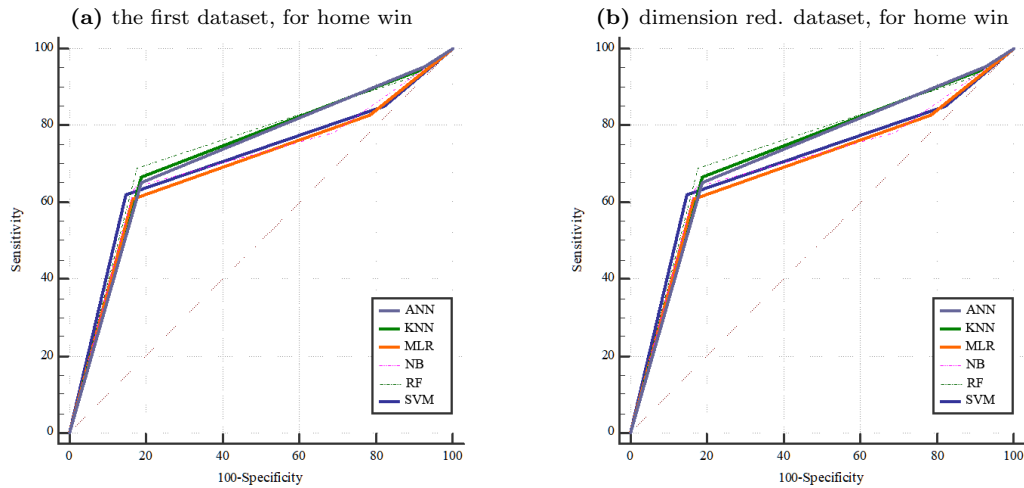 (a) the first dataset, for home win
100
80
60
40
20
0
Sensitivity
ANN
KNN
MLR
NB
RF
SVM
0 20 40 60 80 100
100-Specificity
(b) dimension red. dataset, for home win
100
80
60
40
20
0
Sensitivity
ANN
KNN
MLR
NB
RF
SVM
0 20 40 60 80 100
100-Specificity